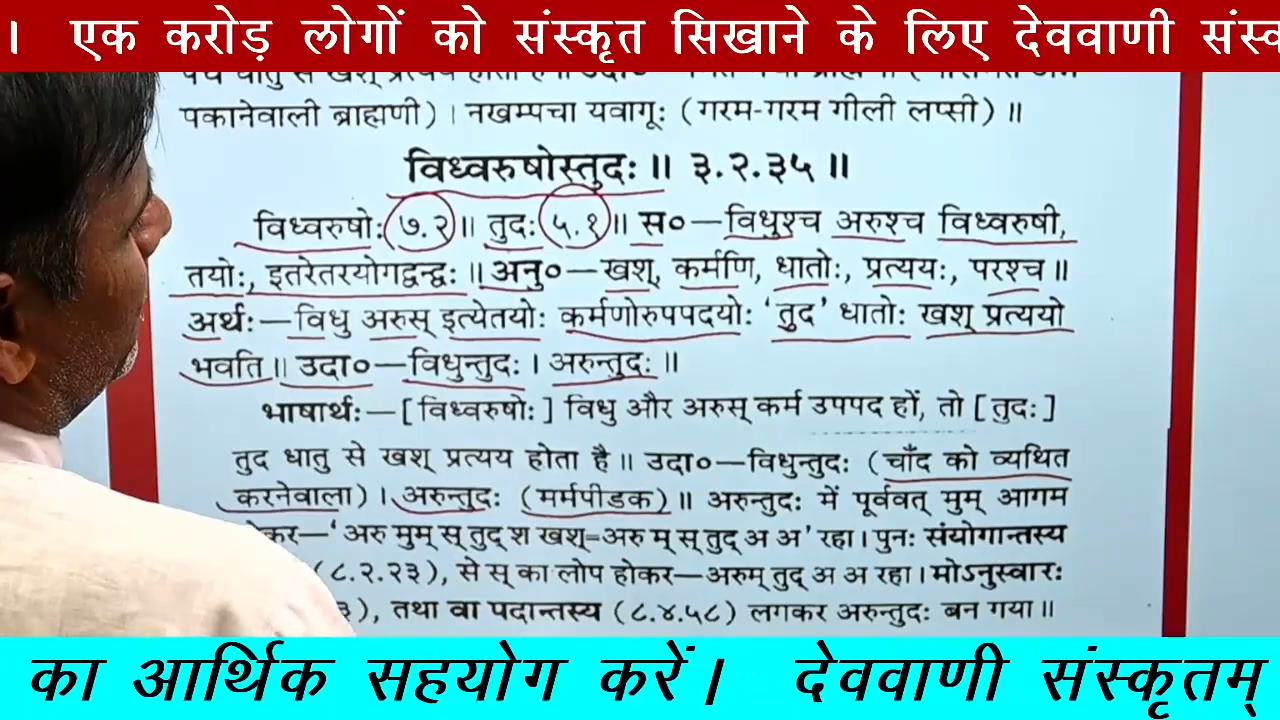 । एक करोड़ लोगों को संस्कृत सिखाने के लिए देववाणी
पकानेवाली ब्राह्मणी) । नखम्पचा यवागूः (गरम-गरम गीली लप्सी) ॥
विध्वरुषोस्तुदः ॥ ३.२.३५ ॥
विध्वरुषोः ७.२ ॥ तुदः ५.१ ॥ स०—विधुश्च अरुश्च विध्वरुषी,
तयोः, इतरेतरयोगद्वन्द्वः ॥ अनु०—खश्, कर्मणि, धातोः, प्रत्ययः, परश्च ॥
अर्थः—विधु अरुस् इत्येतयोः कर्मणोरुपपदयोः ‘तुद’ धातोः खश् प्रत्ययो
भवति ॥ उदा०—विधुन्तुदः । अरुन्तुदः ॥
भाषार्थः—[विध्वरुषोः] विधु और अरुस् कर्म उपपद हों, तो [तुदः]
तुद धातु से खश् प्रत्यय होता है ॥ उदा०—विधुन्तुदः (चाँद को व्यथित
करनेवाला) । अरुन्तुदः (मर्मपीडक) ॥ अरुन्तुदः में पूर्ववत् मुम् आगम
—‘अरु मुम् स् तुद् श खश्=अरु म् स् तुद् अ अ’ रहा । पुनः संयोगान्तस्य
(८.२.२३), से स् का लोप होकर—अरुम् तुद् अ अ रहा । मोऽनुस्वारः
), तथा वा पदान्तस्य (८.४.५८) लगकर अरुन्तुदः बन गया ॥
का आर्थिक सहयोग करें । देववाणी संस्कृतम्